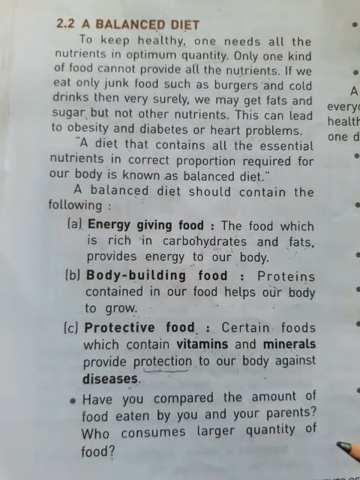 2.2 A BALANCED DIET
To keep healthy, one needs all the
nutrients in optimum quantity. Only one kind
of food cannot provide all the nutrients. If we
eat only junk food such as burgers and cold
drinks then very surely, we may get fats and
sugar but not other nutrients. This can lead
to obesity and diabetes or heart problems.
"A diet that contains all the essential
nutrients in correct proportion required for
our body is known as balanced diet."
A balanced diet should contain the
following :
(a) Energy giving food : The food which
is rich in carbohydrates and fats,
provides energy to our body.
(b) Body-building food : Proteins
contained in our food helps our body
to grow.
(c) Protective food : Certain foods
which contain vitamins and minerals
provide protection to our body against
diseases.
• Have you compared the amount of
food eaten by you and your parents?
Who consumes larger quantity of
food?
A
everyo
health
one d